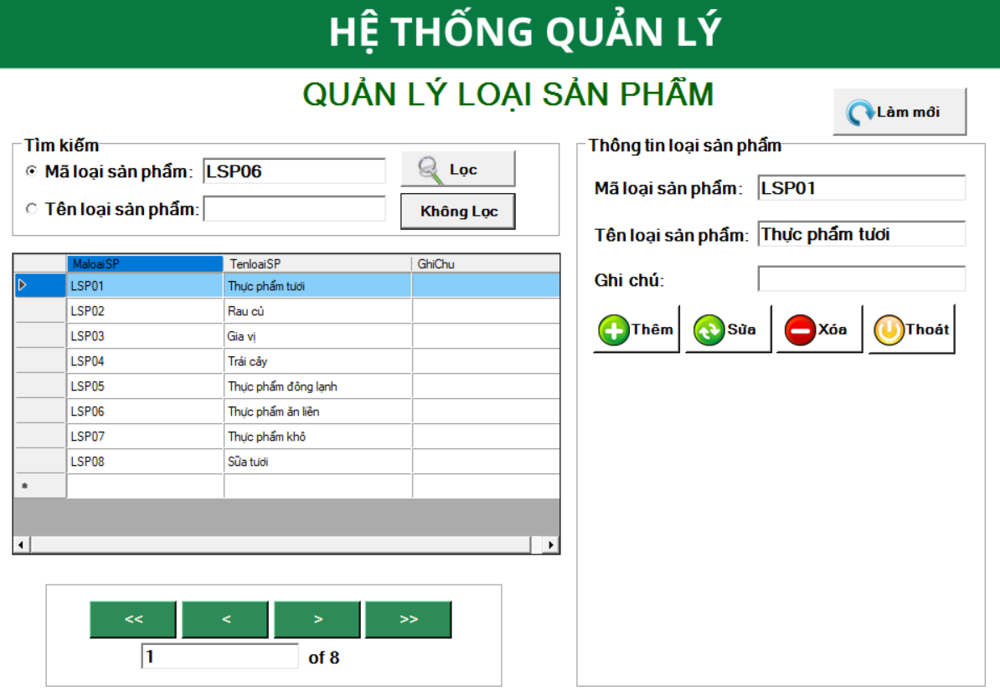 HỆ THỐNG QUẢN LÝ
QUẢN LÝ LOẠI SẢN PHẨM
Làm mới
Tìm kiếm
Mã loại sản phẩm: LSP06
Lọc
Tên loại sản phẩm:
Không Lọc
MaloaiSP TenloaiSP GhiChu
LSP01 Thực phẩm tươi
LSP02 Rau củ
LSP03 Gia vị
LSP04 Trái cây
LSP05 Thực phẩm đông lạnh
LSP06 Thực phẩm ăn liền
LSP07 Thực phẩm khô
LSP08 Sữa tươi
*
<< < > >>
1 of 8
Thông tin loại sản phẩm
Mã loại sản phẩm: LSP01
Tên loại sản phẩm: Thực phẩm tươi
Ghi chú:
Thêm Sửa Xóa Thoát